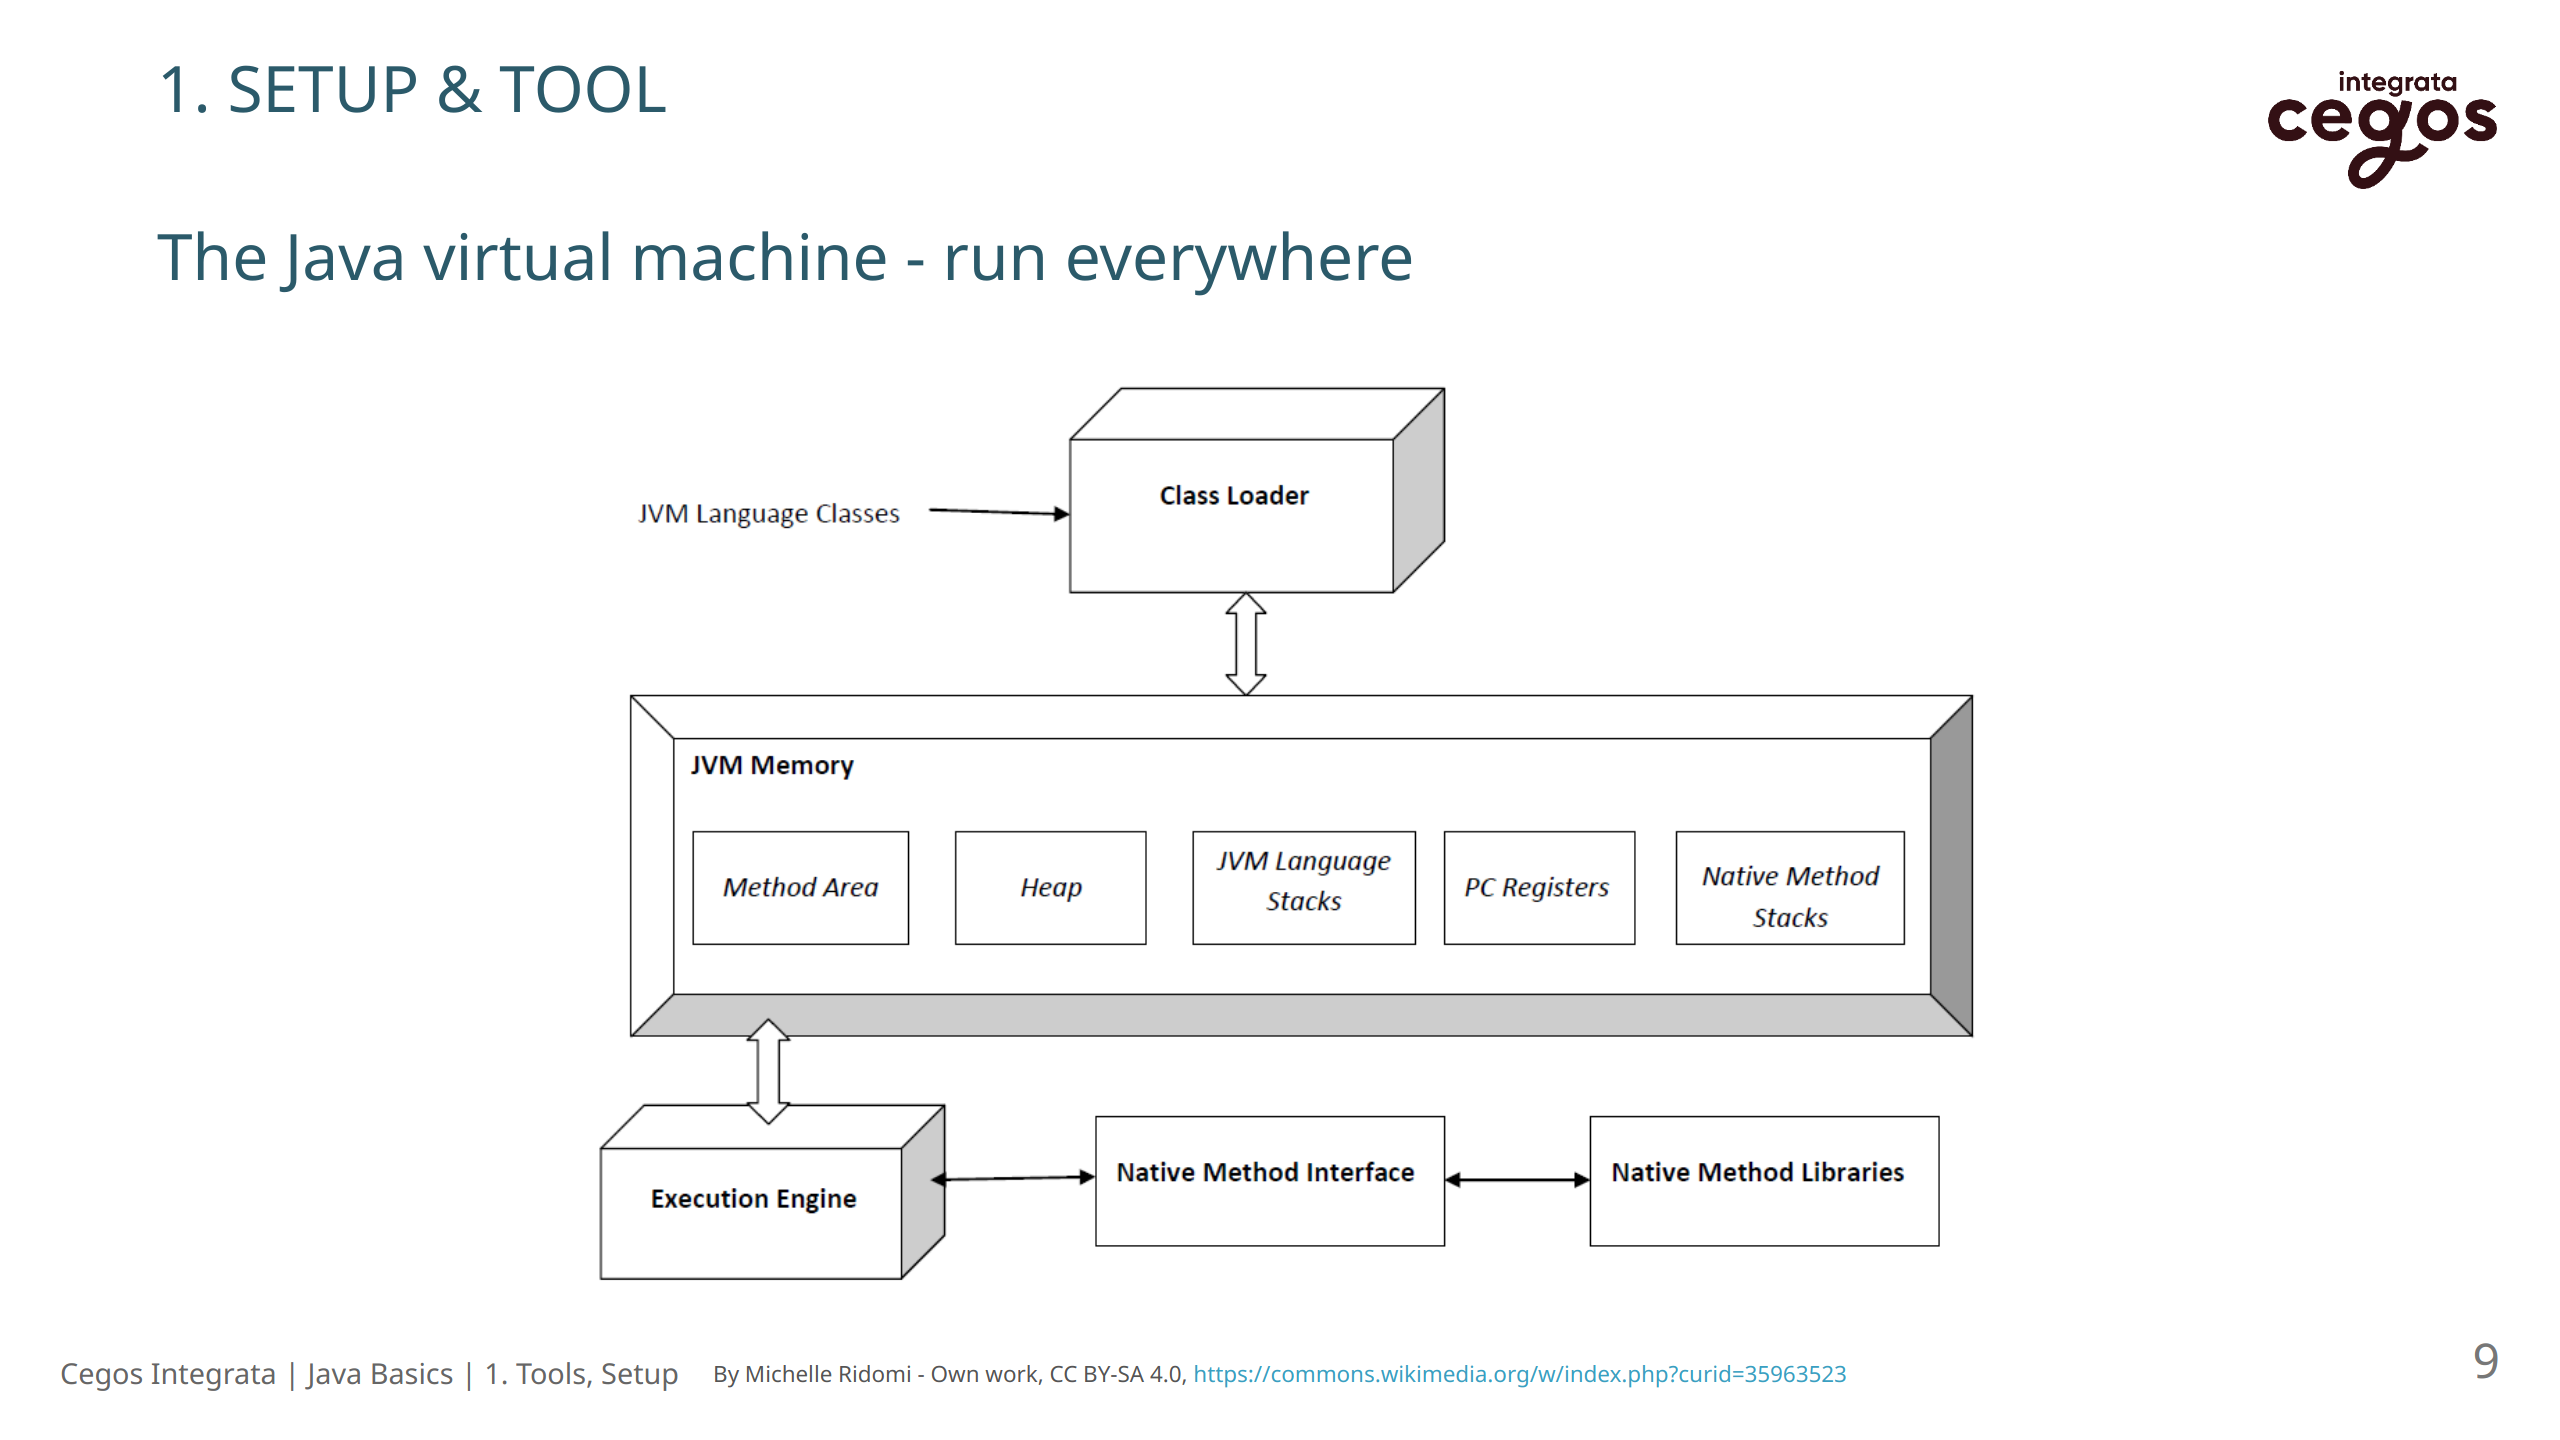 1. SETUP & TOOL
integrata
cegos
The Java virtual machine - run everywhere
Class Loader
JVM Language Classes
JVM Memory
Method Area
Heap
JVM Language
Stacks
PC Registers
Native Method
Stacks
Execution Engine
Native Method Interface
Native Method Libraries
Cegos Integrata | Java Basics | 1. Tools, Setup
By Michelle Ridomi - Own work, CC BY-SA 4.0, https://commons.wikimedia.org/w/index.php?curid=35963523
9